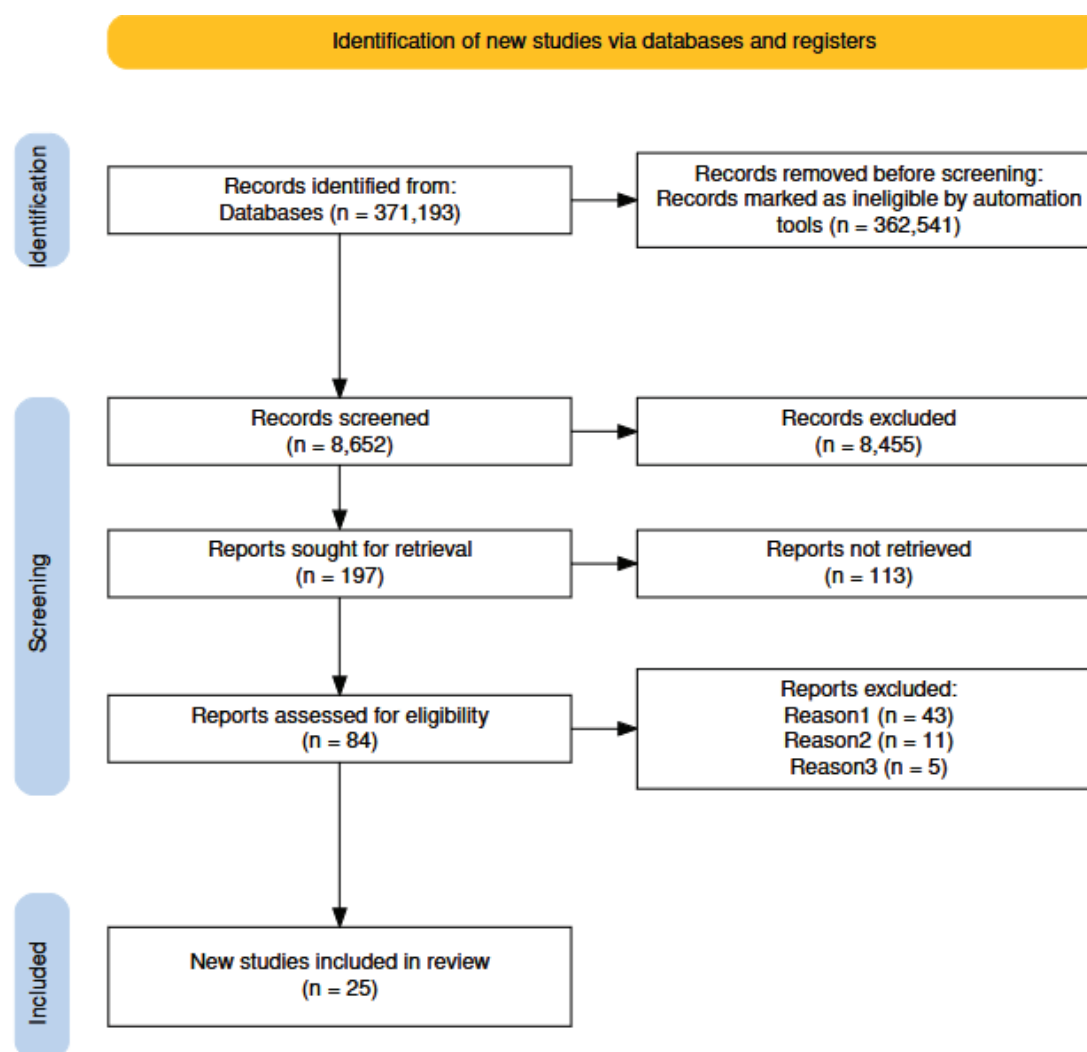 Identification of new studies via databases and registers
Identification
Records identified from:
Databases (n = 371,193)
Records removed before screening:
Records marked as ineligible by automation
tools (n = 362,541)
Screening
Records screened
(n = 8,652)
Records excluded
(n = 8,455)
Reports sought for retrieval
(n = 197)
Reports not retrieved
(n = 113)
Reports assessed for eligibility
(n = 84)
Reports excluded:
Reason1 (n = 43)
Reason2 (n = 11)
Reason3 (n = 5)
Included
New studies included in review
(n = 25)